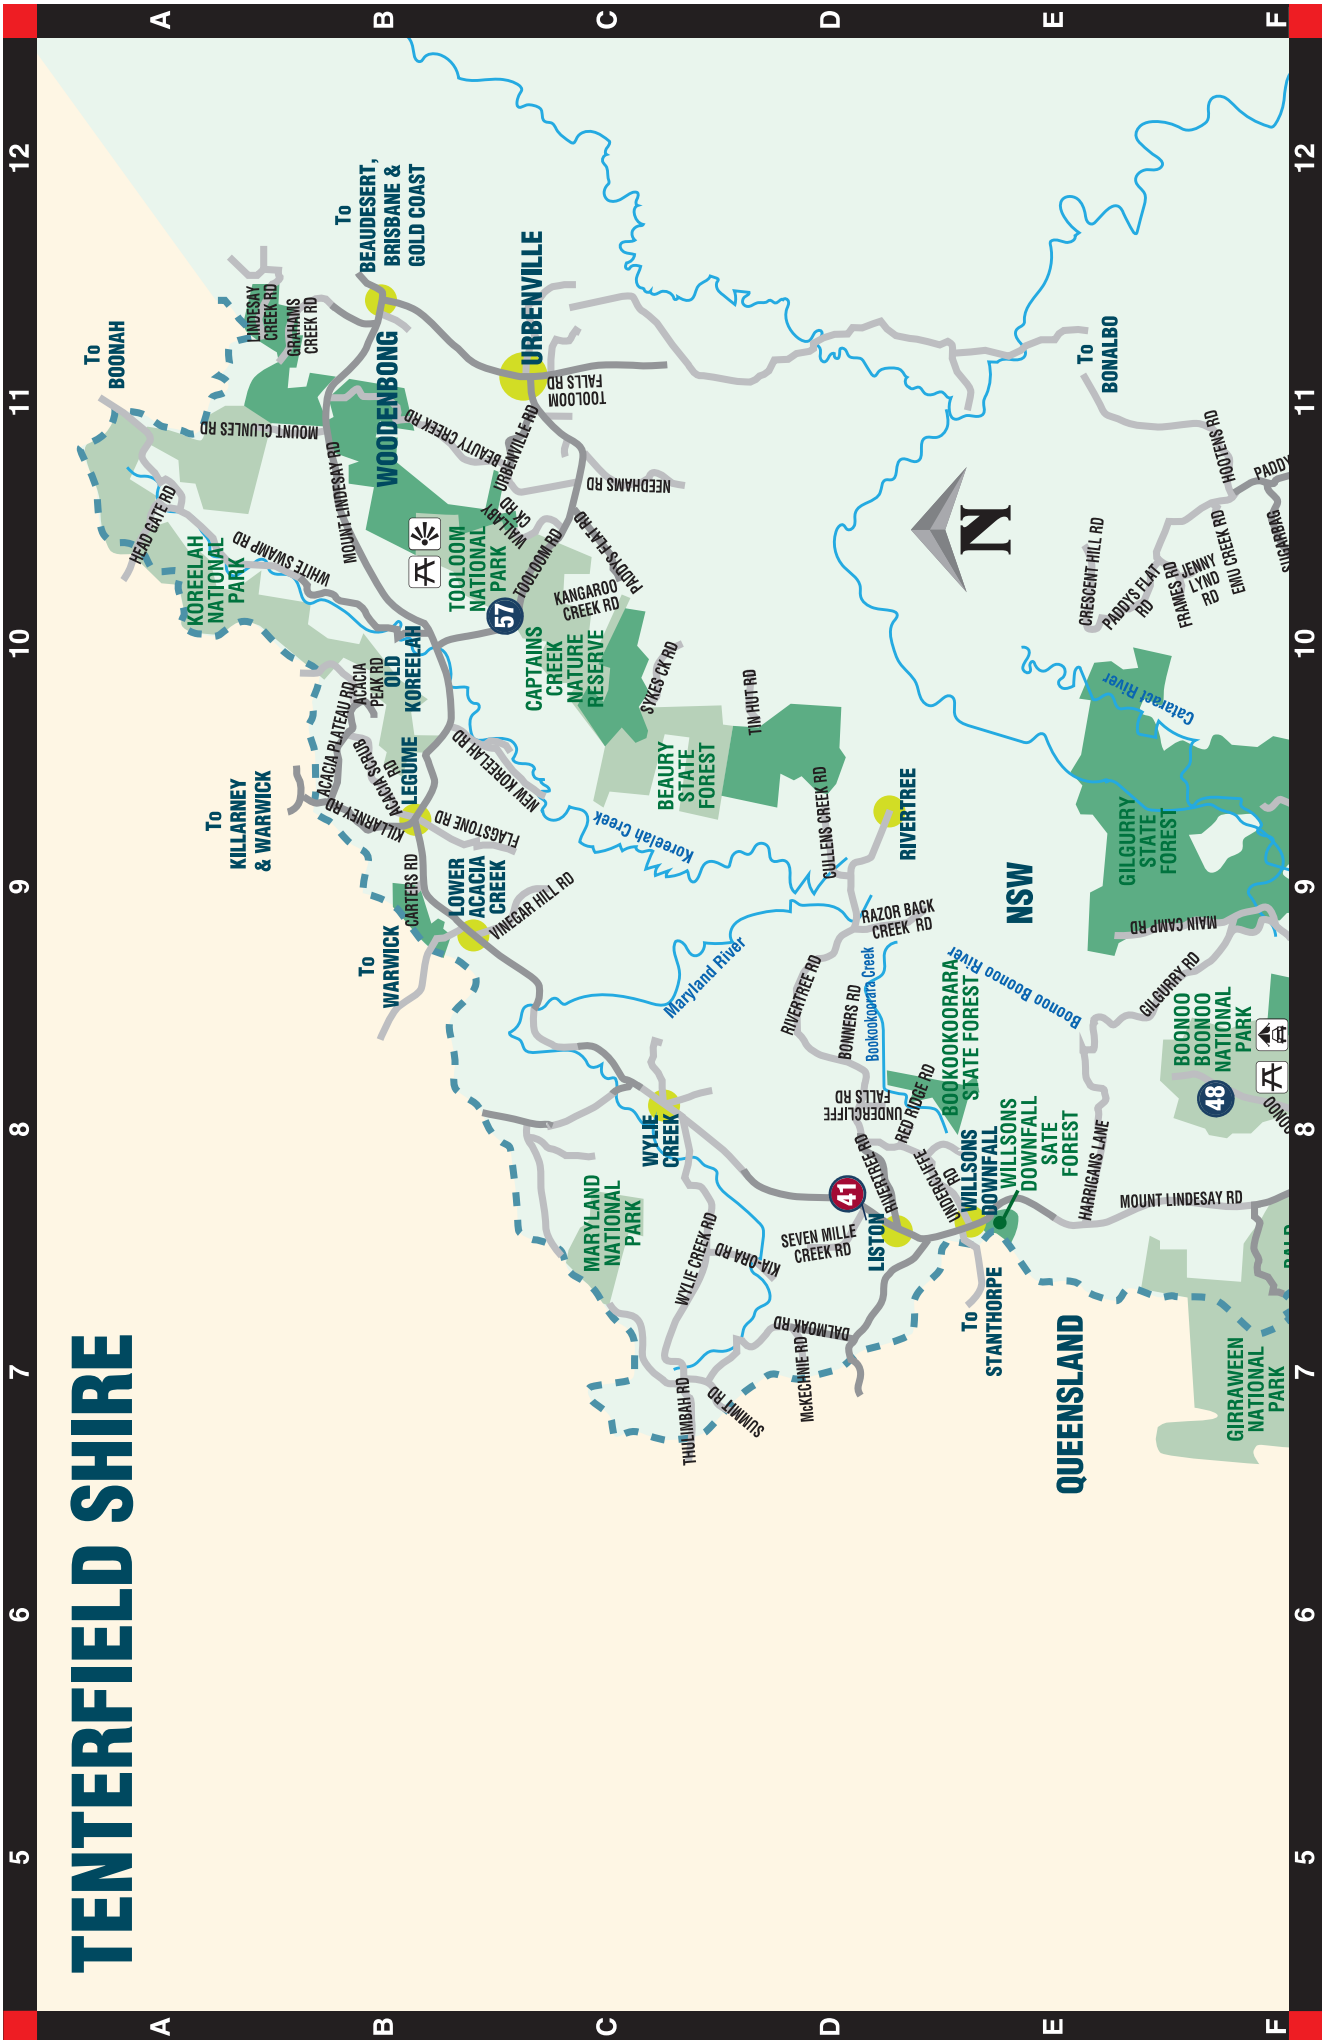 TENTERFIELD SHIRE
5
6
7
8
9
10
11
12
A
B
C
D
E
F
To
BOONAH
LINDESAY
CREEK RD
GRAHAMS
CREEK RD
To
BEAUDESERT,
BRISBANE &
GOLD COAST
WOODENBONG
URBENVILLE
MOUNT CLUNLES RD
HEAD GATE RD
WHITE SWAMP RD
MOUNT LINDESAY RD
KOREELAH
NATIONAL
PARK
BEAUTY CREEK RD
URBENVILLE RD
TOOLOOM
FALLS RD
WALLABY
CK RD
NEEDHAMS RD
TOOLOOM
NATIONAL
PARK
57
TOOLOOM RD
PADDYS FLAT RD
KANGAROO
CREEK RD
CAPTAINS
CREEK
NATURE
RESERVE
SYKES CK RD
TIN HUT RD
BEAURY
STATE
FOREST
OLD
KOREELAH
ACACIA
PEAK RD
ACACIA PLATEAU RD
ACACIA SCRUB
RD
LEGUME
KILLARNEY RD
To
KILLARNEY
& WARWICK
NEW KOREELAH RD
FLAGSTONE RD
Koreelah Creek
CARTERS RD
LOWER
ACACIA
CREEK
VINEGAR HILL RD
To
WARWICK
CULLENS CREEK RD
RIVERTREE
RAZOR BACK
CREEK RD
Maryland River
RIVERTREE RD
BONNERS RD
Bookookoorara Creek
BOOKOOKOORARA
STATE FOREST
Boonoo Boonoo River
NSW
WYLIE
CREEK
UNDERCLIFFE
FALLS RD
RED RIDGE RD
RIVERTREE RD
UNDERCLIFFE
RD
WILLSONS
DOWNFALL
WILLSONS
DOWNFALL
SATE
FOREST
41
LISTON
SEVEN MILLE
CREEK RD
MARYLAND
NATIONAL
PARK
WYLIE CREEK RD
KIA-ORA RD
DALMOAK RD
McKECHNIE RD
THULIMBAH RD
SUMMIT RD
To
STANTHORPE
QUEENSLAND
HARRIGANS LANE
MOUNT LINDESAY RD
GIRRAWEEN
NATIONAL
PARK
BALD
BOONOO
BOONOO
NATIONAL
PARK
48
GILGURRY RD
MAIN CAMP RD
GILGURRY
STATE
FOREST
Cataract River
To
BONALBO
HOOTENS RD
PADDY
CRESCENT HILL RD
PADDYS FLAT
RD
FRAMES RD
JENNY
LYND
RD
EMU CREEK RD
N
A
B
C
D
E
F
5
6
7
8
9
10
11
12